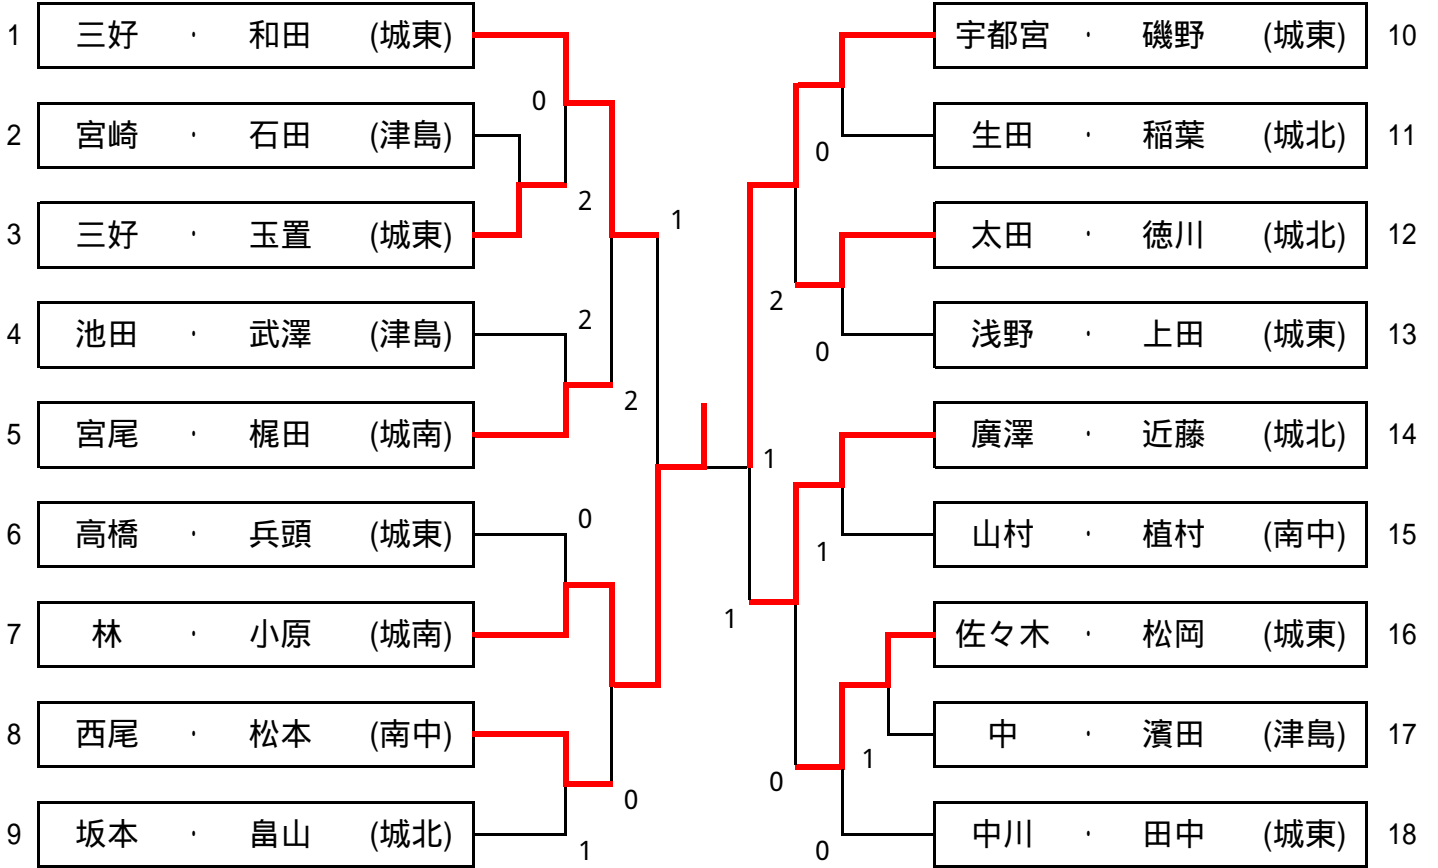 1 三好 ・ 和田 (城東)
0
2 宮崎 ・ 石田 (津島)
2
3 三好 ・ 玉置 (城東)
1
4 池田 ・ 武澤 (津島)
2
5 宮尾 ・ 梶田 (城南)
2
6 高橋 ・ 兵頭 (城東)
0
7 林 ・ 小原 (城南)
8 西尾 ・ 松本 (南中)
0
9 坂本 ・ 畠山 (城北)
1
宇都宮 ・ 磯野 (城東) 10
0
生田 ・ 稲葉 (城北) 11
太田 ・ 徳川 (城北) 12
2
浅野 ・ 上田 (城東) 13
0
廣澤 ・ 近藤 (城北) 14
1
山村 ・ 植村 (南中) 15
1
1
佐々木 ・ 松岡 (城東) 16
中 ・ 濱田 (津島) 17
1
0
中川 ・ 田中 (城東) 18
0